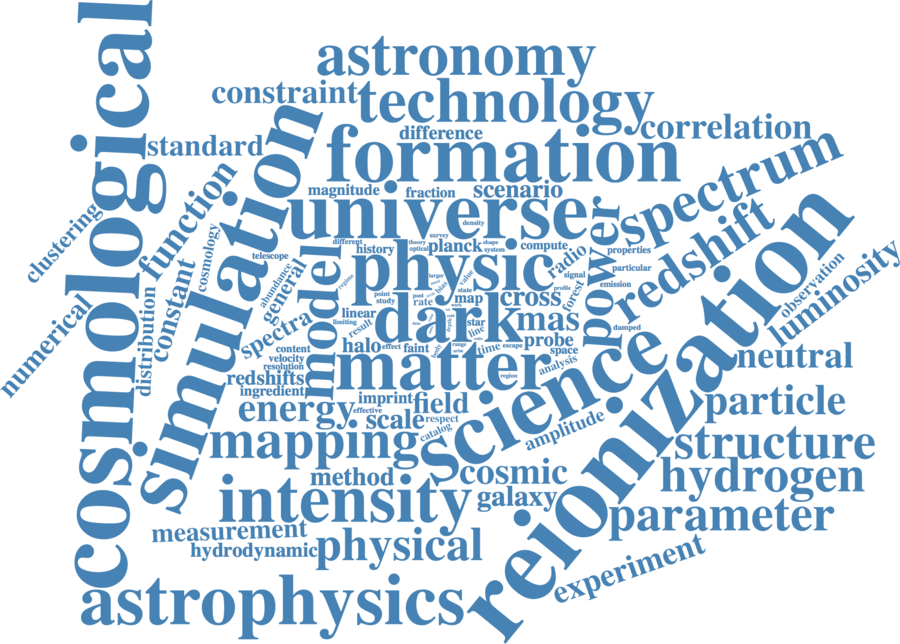 cosmological
astronomy
constraint
technology
difference
correlation
standard
formation
spectrum
magnitude
fraction
scenario
function
simulation
universe
density
survey
clustering
cosmology
telescope
different
history
theory
optical
planck
shape
system
compute
radio
power
properties
redshift
reionization
constant
abundance
general
model
physic
signal
particular
emission
observation
luminosity
numerical
distribution
point
study
post
rate
bias
value
state
larger
map
cross
profile
forest
linear
limiting
result
dark
star
line
mas
damped
spectra
content
velocity
resolution
halo
effect
faint
time
escape
range
probe
space
analysis
science
neutral
redshifts
ingredient
matter
region
energy
imprint
effective
scale
field
respect
catalog
amplitude
particle
mapping
structure
method
cosmic
hydrogen
intensity
galaxy
parameter
measurement
hydrodynamic
physical
experiment
astrophysics